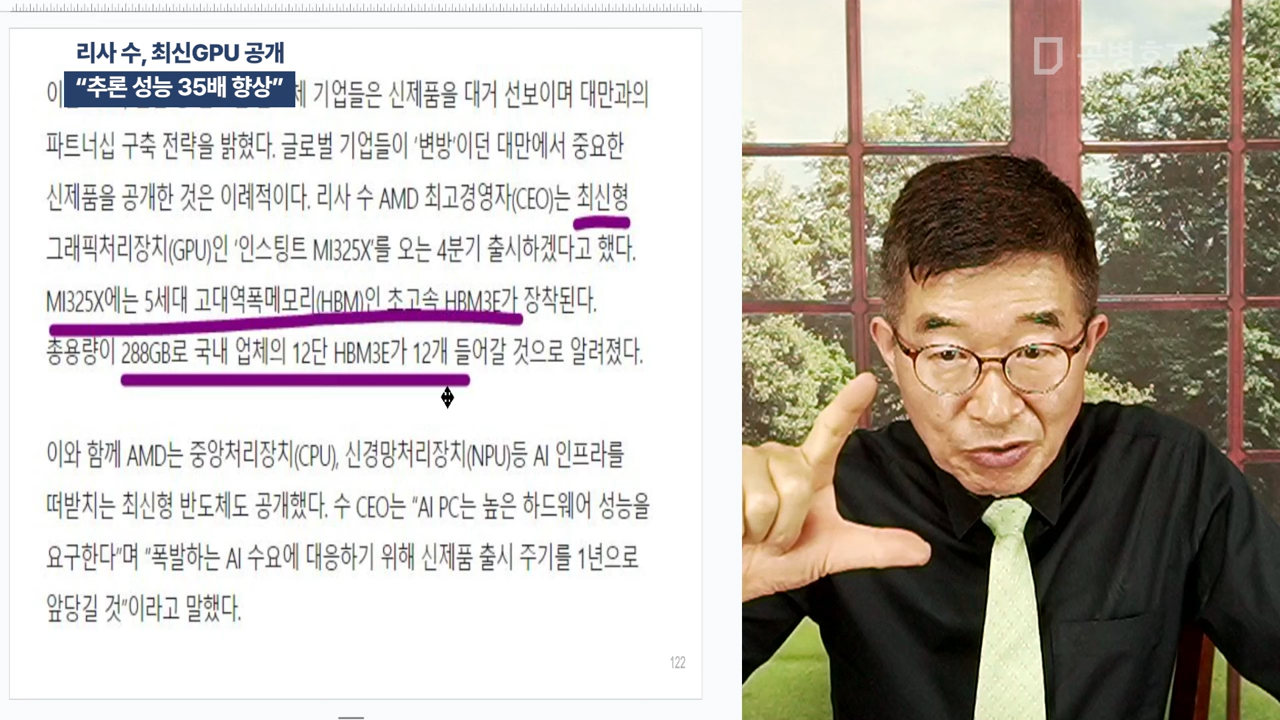 리사 수, 최신GPU 공개
“추론 성능 35배 향상”
기업들은 신제품을 대거 선보이며 대만과의
파트너십 구축 전략을 밝혔다. 글로벌 기업들이 ‘변방’이던 대만에서 중요한
신제품을 공개한 것은 이례적이다. 리사 수 AMD 최고경영자(CEO)는 최신형
그래픽처리장치(GPU)인 ‘인스팅트 MI325X’를 오는 4분기 출시하겠다고 했다.
MI325X에는 5세대 고대역폭메모리(HBM)인 초고속 HBM3E가 장착된다.
총용량이 288GB로 국내 업체의 12단 HBM3E가 12개 들어갈 것으로 알려졌다.
이와 함께 AMD는 중앙처리장치(CPU), 신경망처리장치(NPU)등 AI 인프라를
떠받치는 최신형 반도체도 공개했다. 수 CEO는 “AI PC는 높은 하드웨어 성능을
요구한다”며 “폭발하는 AI 수요에 대응하기 위해 신제품 출시 주기를 1년으로
앞당길 것”이라고 말했다.
122